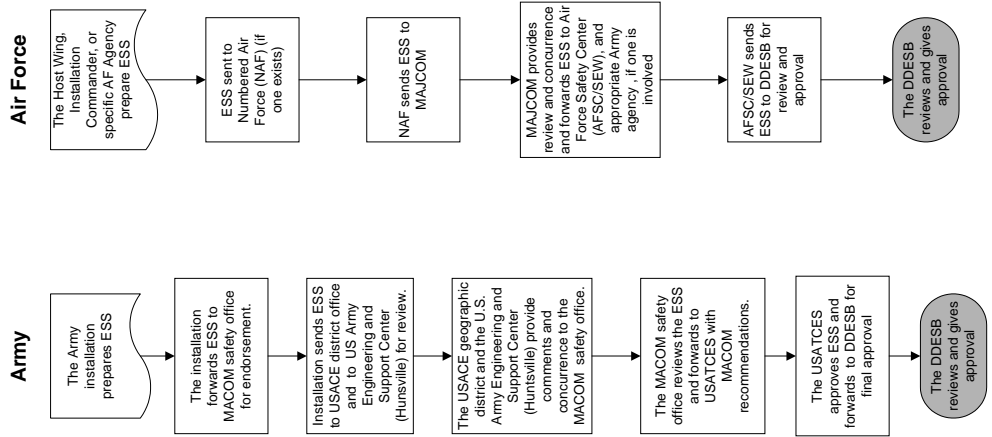 Army
The Army
installation
prepares ESS
The installation
forwards ESS to
MACOM safety office
for endorsement.
Installation sends ESS
to USACE district office
and to US Army
Engineering and
Support Center
(Hunsville) for review.
The USACE geographic
district and the U.S.
Army Engineering and
Support Center
(Huntsville) provide
comments and
concurrence to the
MACOM safety office.
The MACOM safety
office reviews the ESS
and forwards to
USATCES with
MACOM
recommendations.
The USATCES
approves ESS and
forwards to DDESB for
final approval
The DDESB
reviews and gives
approval
Air Force
The Host Wing,
Installation
Commander, or
specific AF Agency
prepare ESS
ESS sent to
Numbered Air
Force (NAF) (if
one exists)
NAF sends ESS to
MAJCOM
MAJCOM provides
review and concurrence
and forwards ESS to Air
Force Safety Center
(AFSC/SEW), and
appropriate Army
agency , if one is
involved
AFSC/SEW sends
ESS to DDESB for
review and
approval
The DDESB
reviews and gives
approval